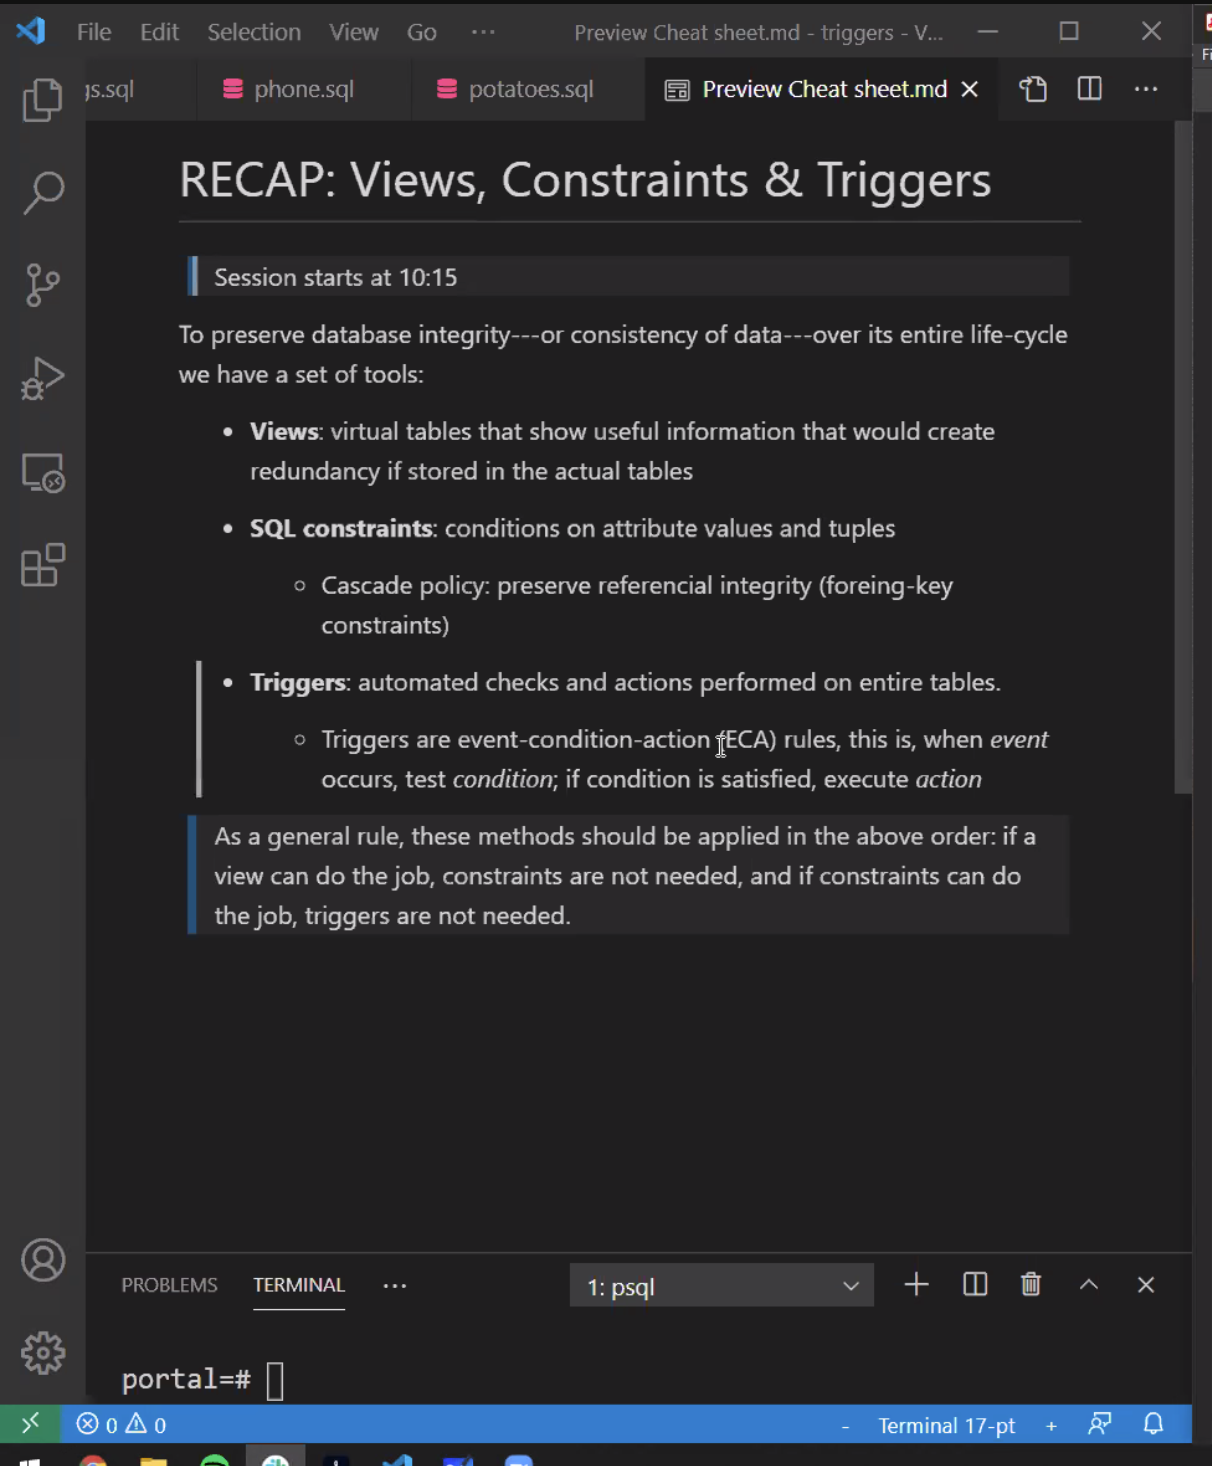 File Edit Selection View Go ··· Preview Cheat sheet.md - triggers - V...
gs.sql phone.sql potatoes.sql Preview Cheat sheet.md
RECAP: Views, Constraints & Triggers
Session starts at 10:15
To preserve database integrity---or consistency of data---over its entire life-cycle
we have a set of tools:
• Views: virtual tables that show useful information that would create
redundancy if stored in the actual tables
• SQL constraints: conditions on attribute values and tuples
○ Cascade policy: preserve referencial integrity (foreing-key
constraints)
• Triggers: automated checks and actions performed on entire tables.
○ Triggers are event-condition-action (ECA) rules, this is, when event
occurs, test condition; if condition is satisfied, execute action
As a general rule, these methods should be applied in the above order: if a
view can do the job, constraints are not needed, and if constraints can do
the job, triggers are not needed.
PROBLEMS TERMINAL ··· 1: psql
portal=#
0 0 - Terminal 17-pt +